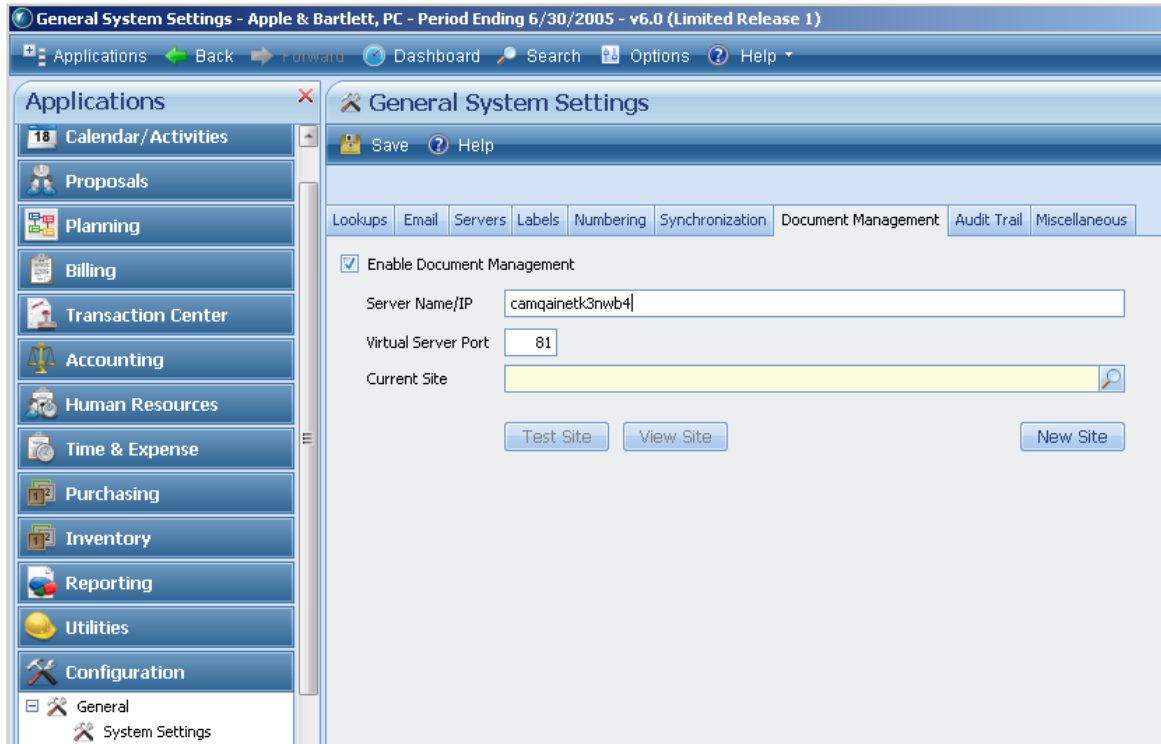 General System Settings - Apple & Bartlett, PC - Period Ending 6/30/2005 - v6.0 (Limited Release 1)
Applications Back Forward Dashboard Search Options Help
Applications
18 Calendar/Activities
Proposals
Planning
Billing
Transaction Center
Accounting
Human Resources
Time & Expense
Purchasing
Inventory
Reporting
Utilities
Configuration
General
System Settings
General System Settings
Save Help
Lookups Email Servers Labels Numbering Synchronization Document Management Audit Trail Miscellaneous
Enable Document Management
Server Name/IP camqainetk3nwb4
Virtual Server Port 81
Current Site
Test Site View Site New Site